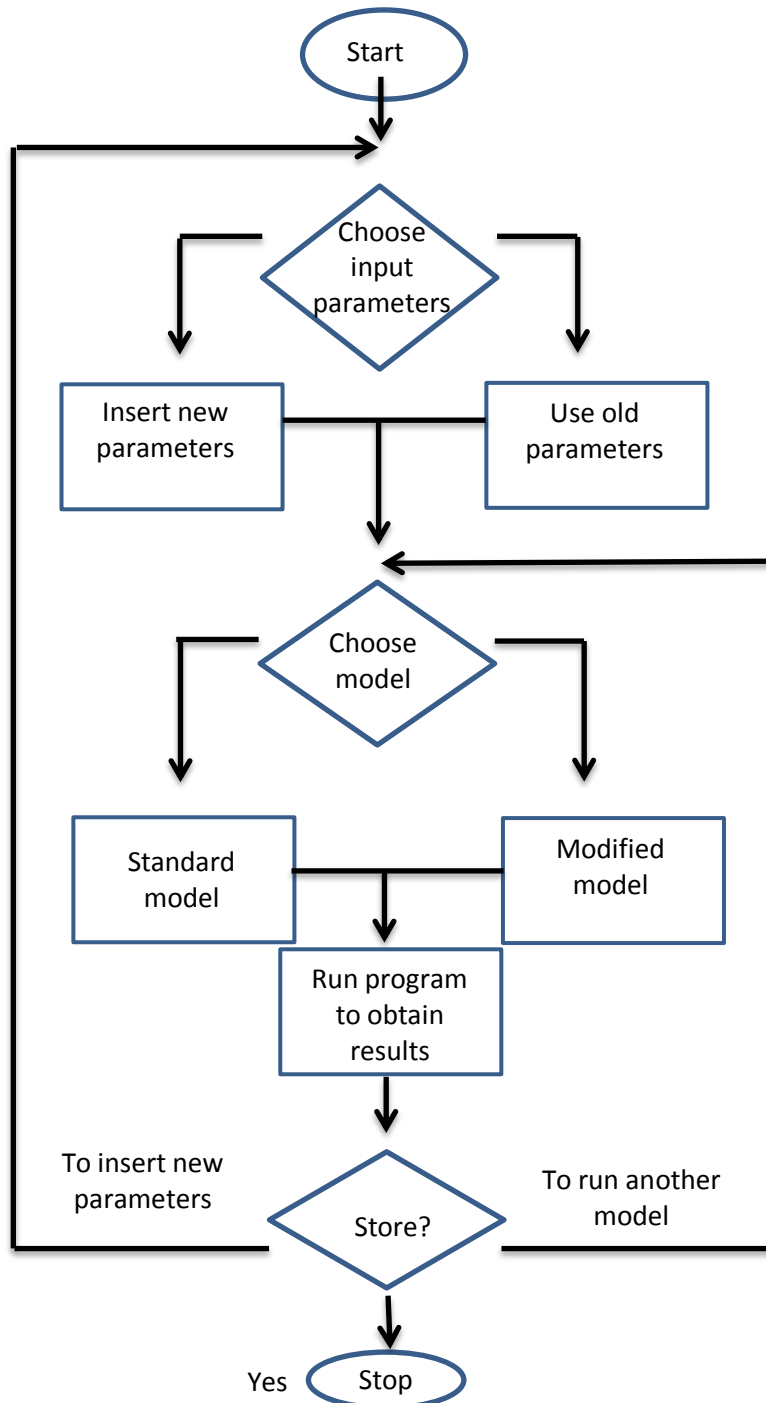 Start
Choose
input
parameters
Insert new
parameters
Use old
parameters
Choose
model
Standard
model
Modified
model
Run program
to obtain
results
To insert new
parameters
Store?
To run another
model
Yes
Stop